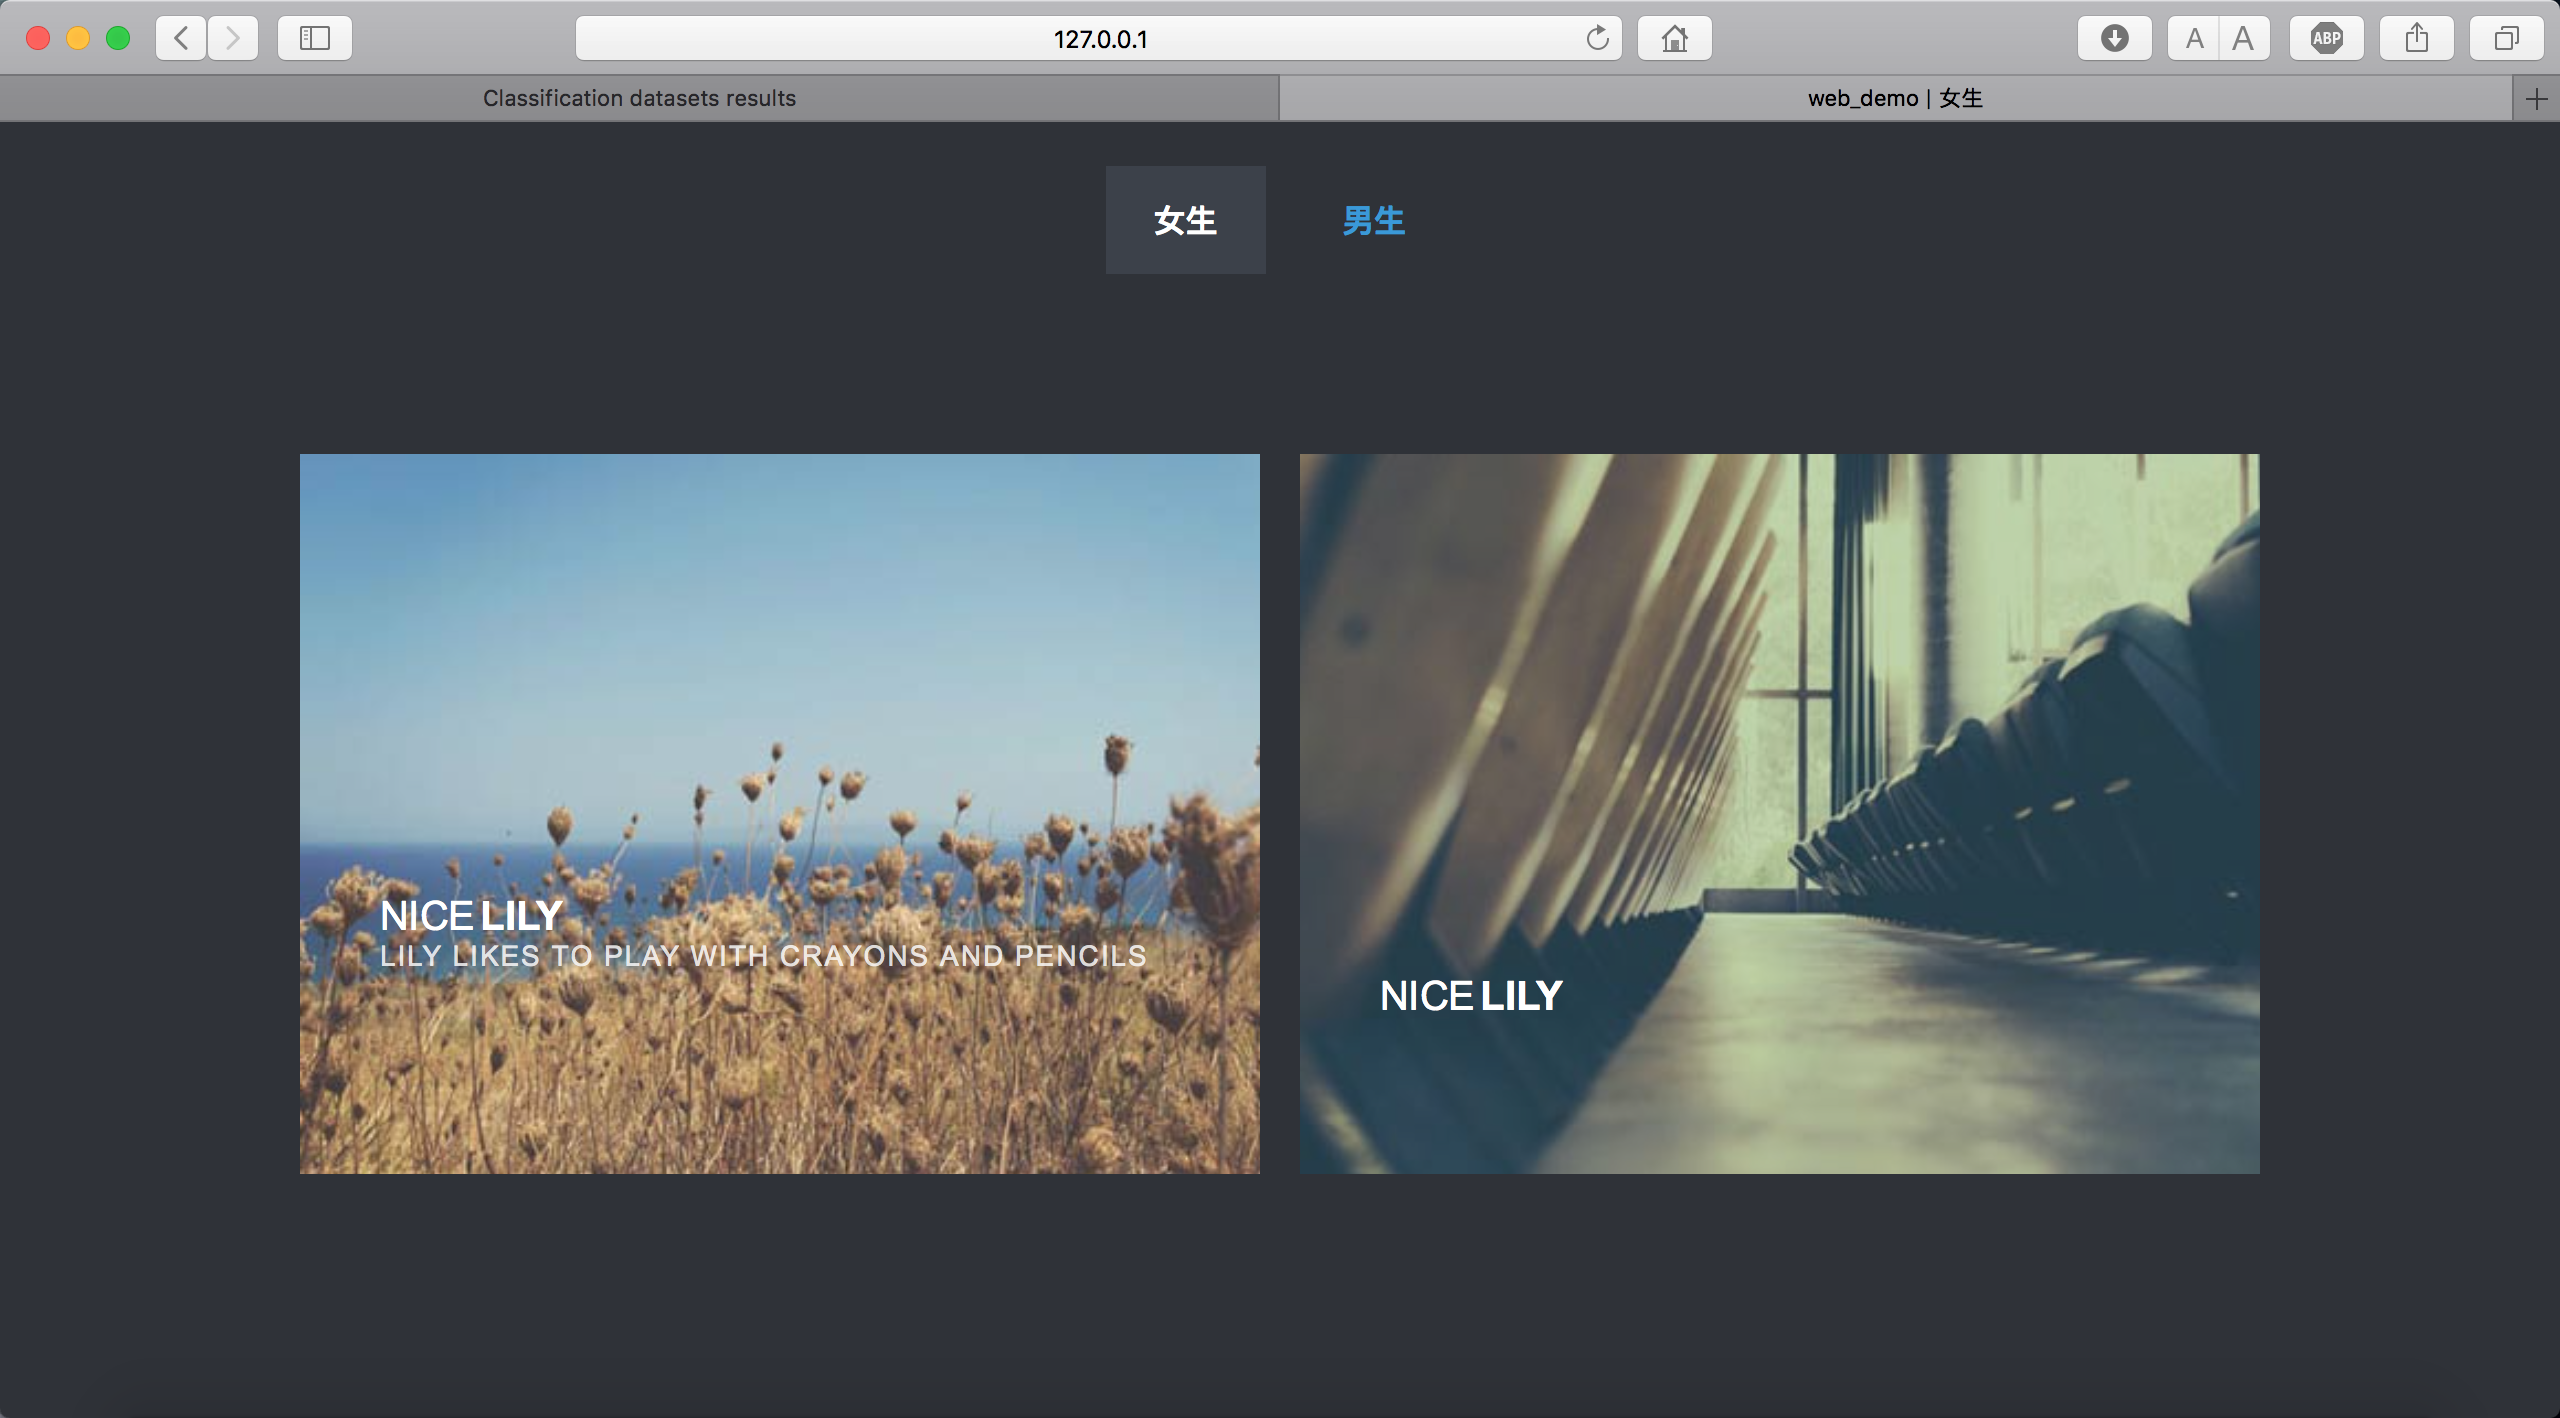 127.0.0.1
A A
ABP
Classification datasets results
web_demo | 女生
女生 男生
NICE LILY
LILY LIKES TO PLAY WITH CRAYONS AND PENCILS
NICE LILY